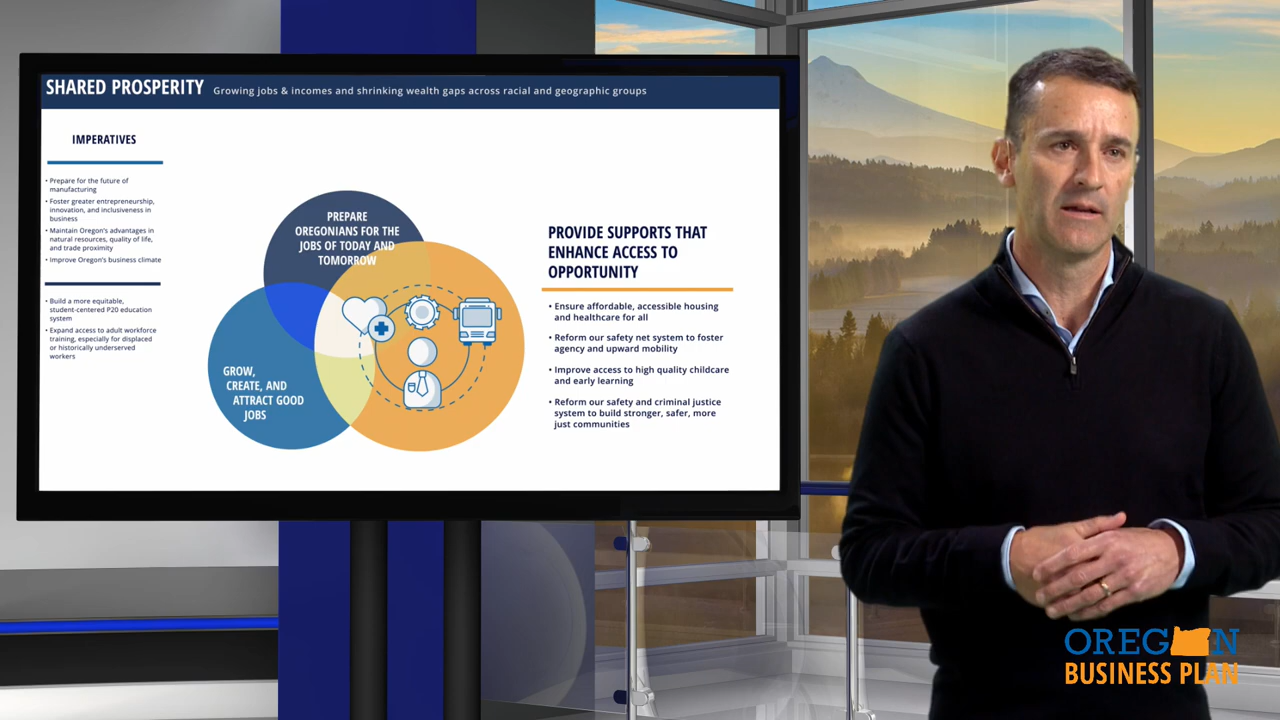 SHARED PROSPERITY Growing jobs & incomes and shrinking wealth gaps across racial and geographic groups
IMPERATIVES
• Prepare for the future of
manufacturing
• Foster greater entrepreneurship,
innovation, and inclusiveness in
business
• Maintain Oregon's advantages in
natural resources, quality of life,
and trade proximity
• Improve Oregon's business climate
• Build a more equitable,
student-centered P20 education
system
• Expand access to adult workforce
training, especially for displaced
or historically underserved
workers
PREPARE
OREGONIANS FOR THE
JOBS OF TODAY AND
TOMORROW
GROW,
CREATE, AND
ATTRACT GOOD
JOBS
PROVIDE SUPPORTS THAT
ENHANCE ACCESS TO
OPPORTUNITY
• Ensure affordable, accessible housing
and healthcare for all
• Reform our safety net system to foster
agency and upward mobility
• Improve access to high quality childcare
and early learning
• Reform our safety and criminal justice
system to build stronger, safer, more
just communities
OREGON
BUSINESS PLAN